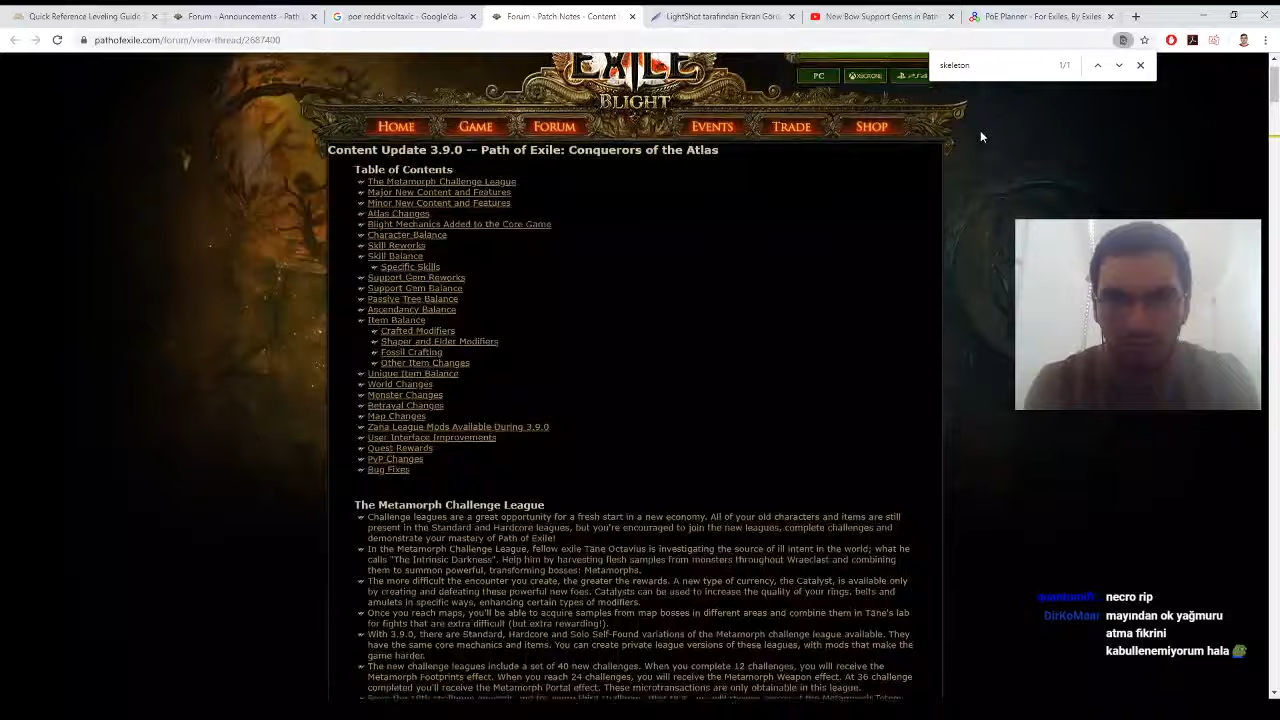 Quick Reference Leveling Guide
Forum - Announcements - Path
poe reddit voltaxic - Google'da
Forum - Patch Notes - Content
LightShot tarafından Ekran Görü
New Bow Support Gems in Path
PoE Planner - For Exiles, By Exiles
pathofexile.com/forum/view-thread/2687400
skeleton
1/1
EXILE
BLIGHT
PC
XBOX ONE
PS4
HOME
GAME
FORUM
EVENTS
TRADE
SHOP
Content Update 3.9.0 -- Path of Exile: Conquerors of the Atlas
Table of Contents
The Metamorph Challenge League
Major New Content and Features
Minor New Content and Features
Atlas Changes
Blight Mechanics Added to the Core Game
Character Balance
Skill Reworks
Skill Balance
Specific Skills
Support Gem Reworks
Support Gem Balance
Passive Tree Balance
Ascendancy Balance
Item Balance
Crafted Modifiers
Shaper and Elder Modifiers
Fossil Crafting
Other Item Changes
Unique Item Balance
World Changes
Monster Changes
Betrayal Changes
Map Changes
Zana League Mods Available During 3.9.0
User Interface Improvements
Quest Rewards
PvP Changes
Bug Fixes
The Metamorph Challenge League
Challenge leagues are a great opportunity for a fresh start in a new economy. All of your old characters and items are still
present in the Standard and Hardcore leagues, but you're encouraged to join the new leagues, complete challenges and
demonstrate your mastery of Path of Exile!
In the Metamorph Challenge League, fellow exile Tane Octavius is investigating the source of ill intent in the world; what he
calls "The Intrinsic Darkness". Help him by harvesting flesh samples from monsters throughout Wraeclast and combining
them to summon powerful, transforming bosses: Metamorphs.
The more difficult the encounter you create, the greater the rewards. A new type of currency, the Catalyst, is available only
by creating and defeating these powerful new foes. Catalysts can be used to increase the quality of your rings, belts and
amulets in specific ways, enhancing certain types of modifiers.
Once you reach maps, you'll be able to acquire samples from map bosses in different areas and combine them in Tane's lab
for fights that are extra difficult (but extra rewarding!).
With 3.9.0, there are Standard, Hardcore and Solo Self-Found variations of the Metamorph challenge league available. They
have the same core mechanics and items. You can create private league versions of these leagues, with mods that make the
game harder.
The new challenge leagues include a set of 40 new challenges. When you complete 12 challenges, you will receive the
Metamorph Footprints effect. When you reach 24 challenges, you will receive the Metamorph Weapon effect. At 36 challenge
completed you'll receive the Metamorph Portal effect. These microtransactions are only obtainable in this league.
necro rip
DirKoMaar mayından ok yağmuru
atma fikrini
kabullenemiyorum hala